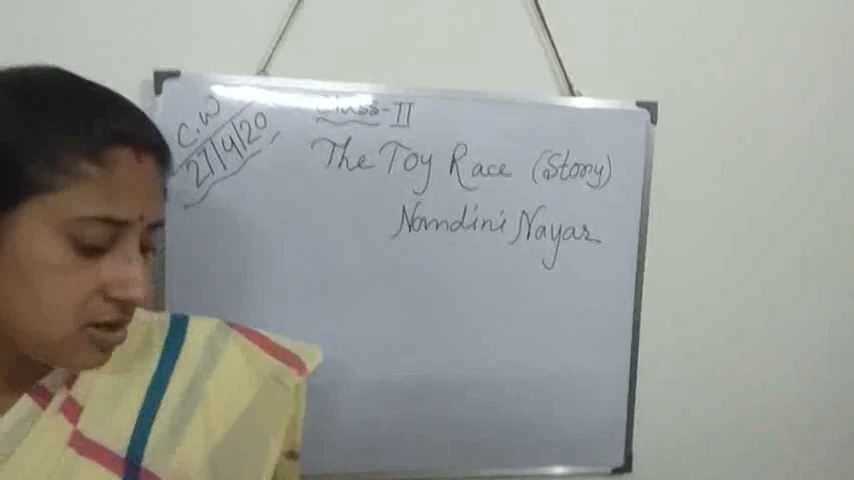 C.W
27/4/20
Class-II
The Toy Race (Story)
Nandini Nayar